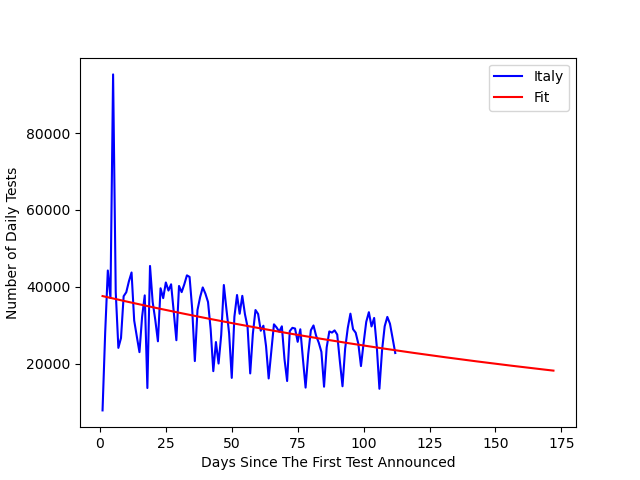 Italy
Fit
80000
60000
40000
20000
Number of Daily Tests
0 25 50 75 100 125 150 175
Days Since The First Test Announced